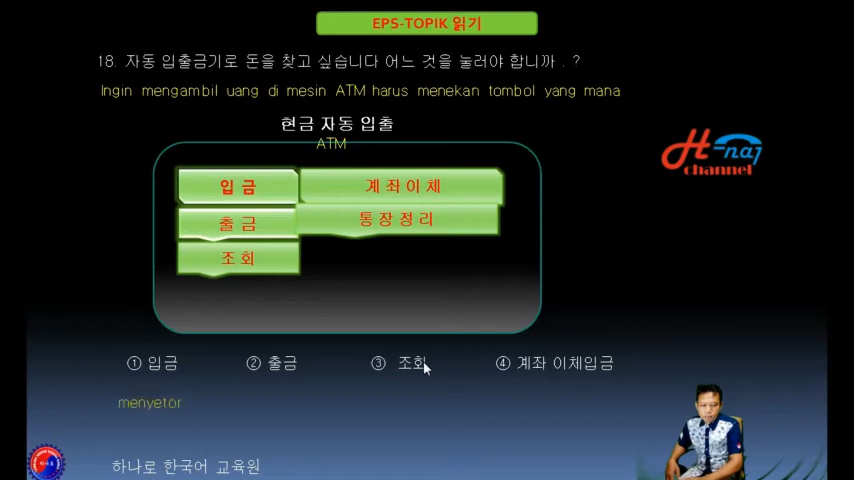 EPS-TOPIK 읽기
18. 자동 입출금기로 돈을 찾고 싶습니다 어느 것을 눌러야 합니까 . ?
Ingin mengambil uang di mesin ATM harus menekan tombol yang mana
현금 자동 입출
ATM
H-naj
channel
입 금 계 좌 이 체
출 금 통 장 정 리
조 회
① 입금 ② 출금 ③ 조회 ④ 계좌 이체입금
menyetor
하나로 한국어 교육원